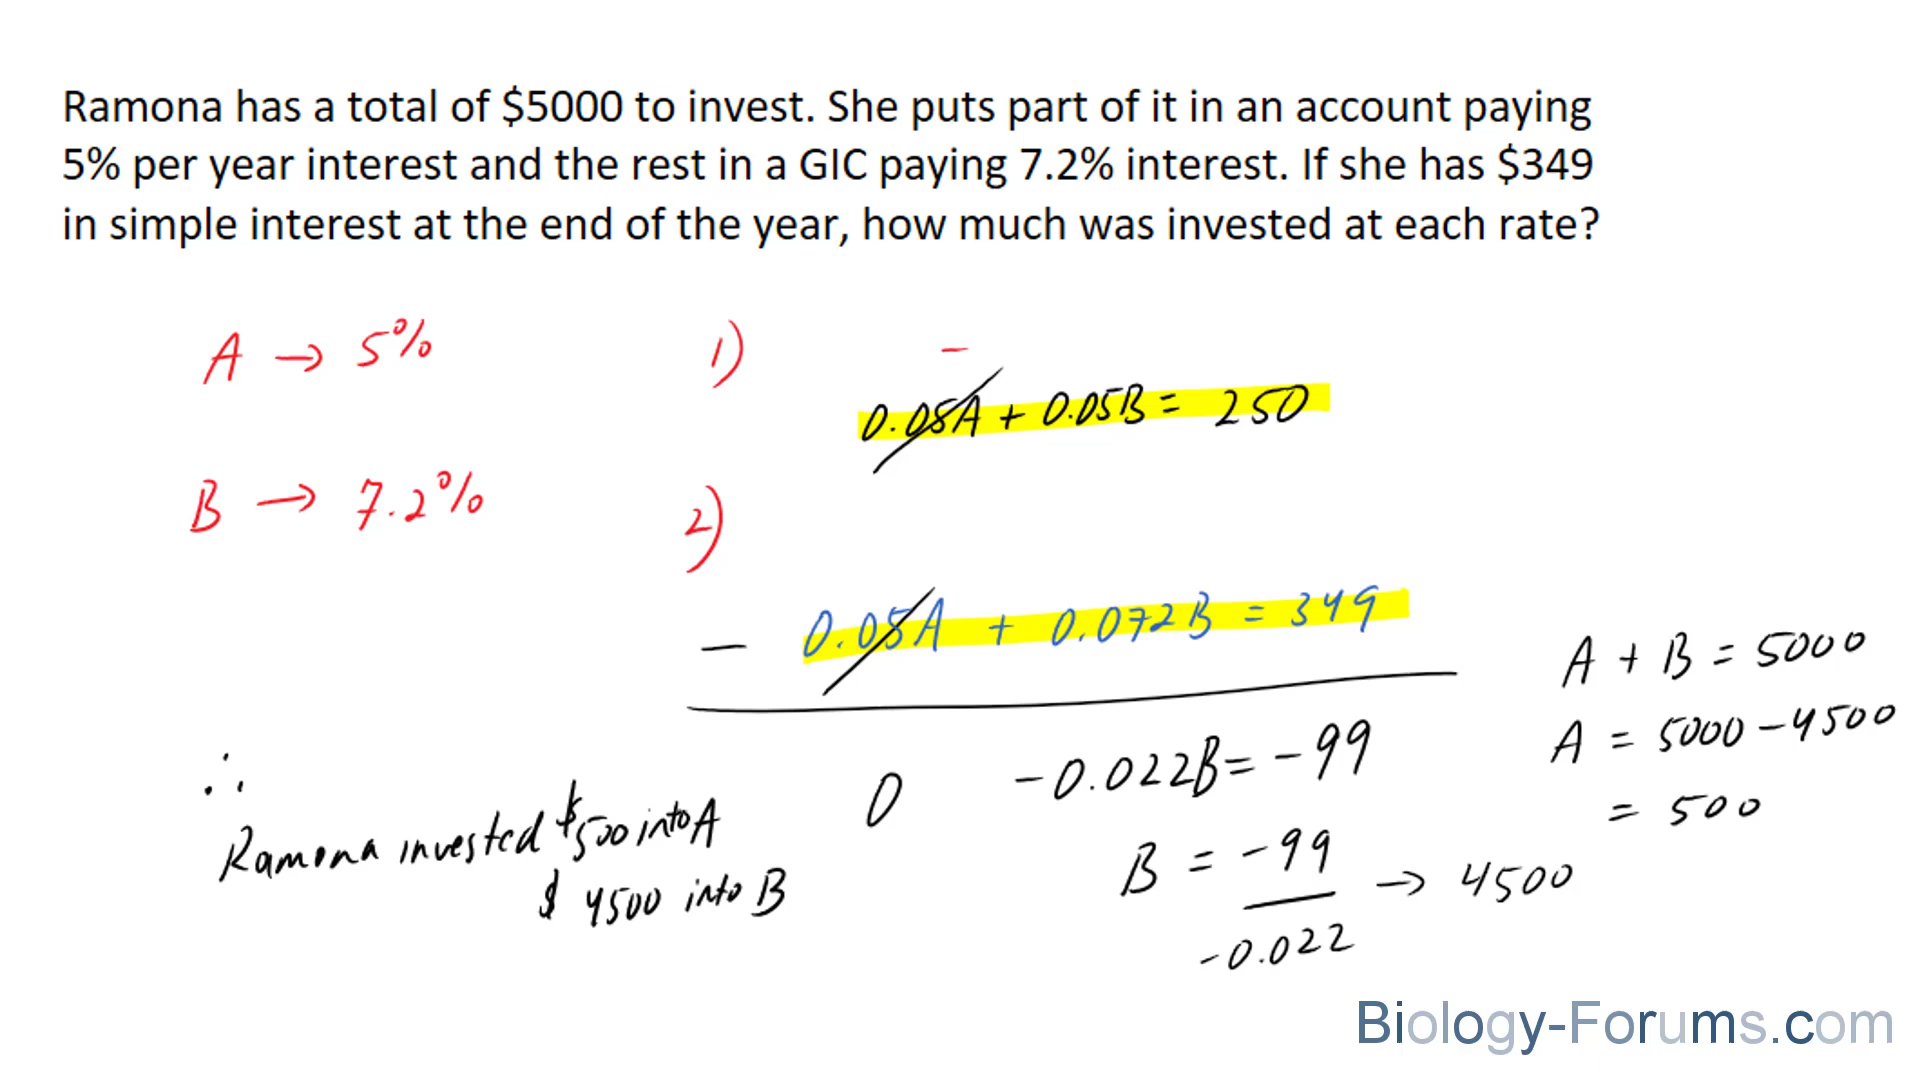 Ramona has a total of $5000 to invest. She puts part of it in an account paying
5% per year interest and the rest in a GIC paying 7.2% interest. If she has $349
in simple interest at the end of the year, how much was invested at each rate?
A → 5%
B → 7.2%
1)
−
0.05A + 0.05B = 250
2)
− 0.05A + 0.072B = 349
0 −0.022B = −99
B = −99
−0.022
→ 4500
A + B = 5000
A = 5000 − 4500
= 500
∴
Ramona invested $500 into A
$ 4500 into B
Biology-Forums.com